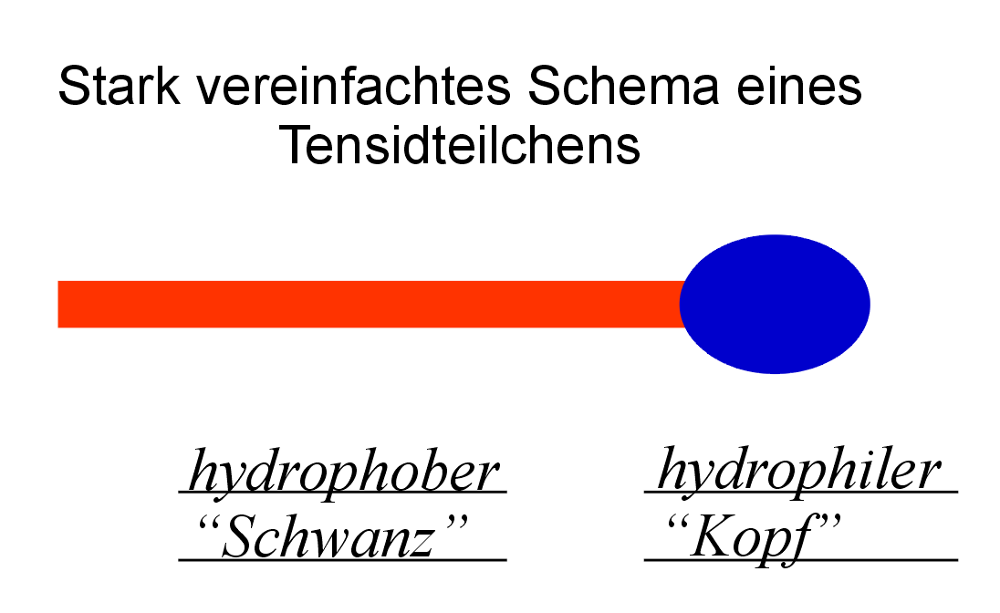 Stark vereinfachtes Schema eines
Tensidteilchens
hydrophober
“Schwanz”
hydrophiler
“Kopf”